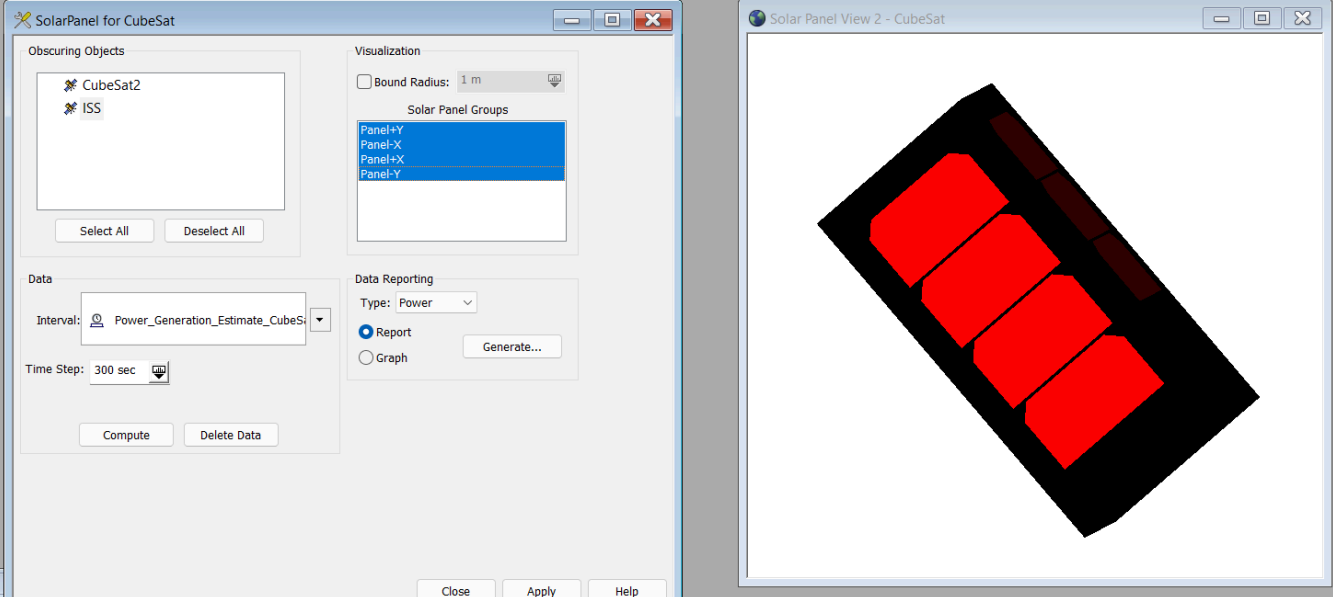 SolarPanel for CubeSat
Obscuring Objects
CubeSat2
ISS
Select All
Deselect All
Visualization
Bound Radius:
1 m
Solar Panel Groups
Panel+Y
Panel-X
Panel+X
Panel-Y
Data
Interval:
Power_Generation_Estimate_CubeSa
Time Step:
300 sec
Compute
Delete Data
Data Reporting
Type:
Power
Report
Graph
Generate...
Close
Apply
Help
Solar Panel View 2 - CubeSat